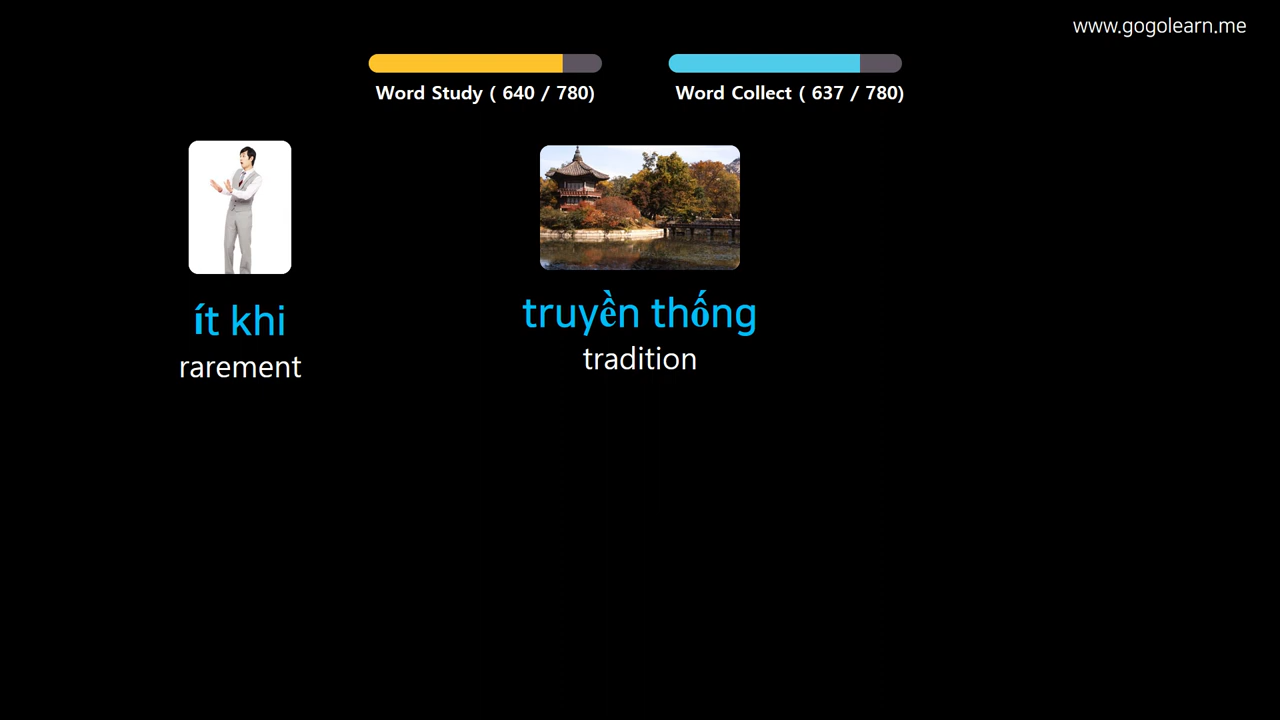 www.gogolearn.me
Word Study ( 640 / 780)
Word Collect ( 637 / 780)
ít khi
rarement
truyền thống
tradition